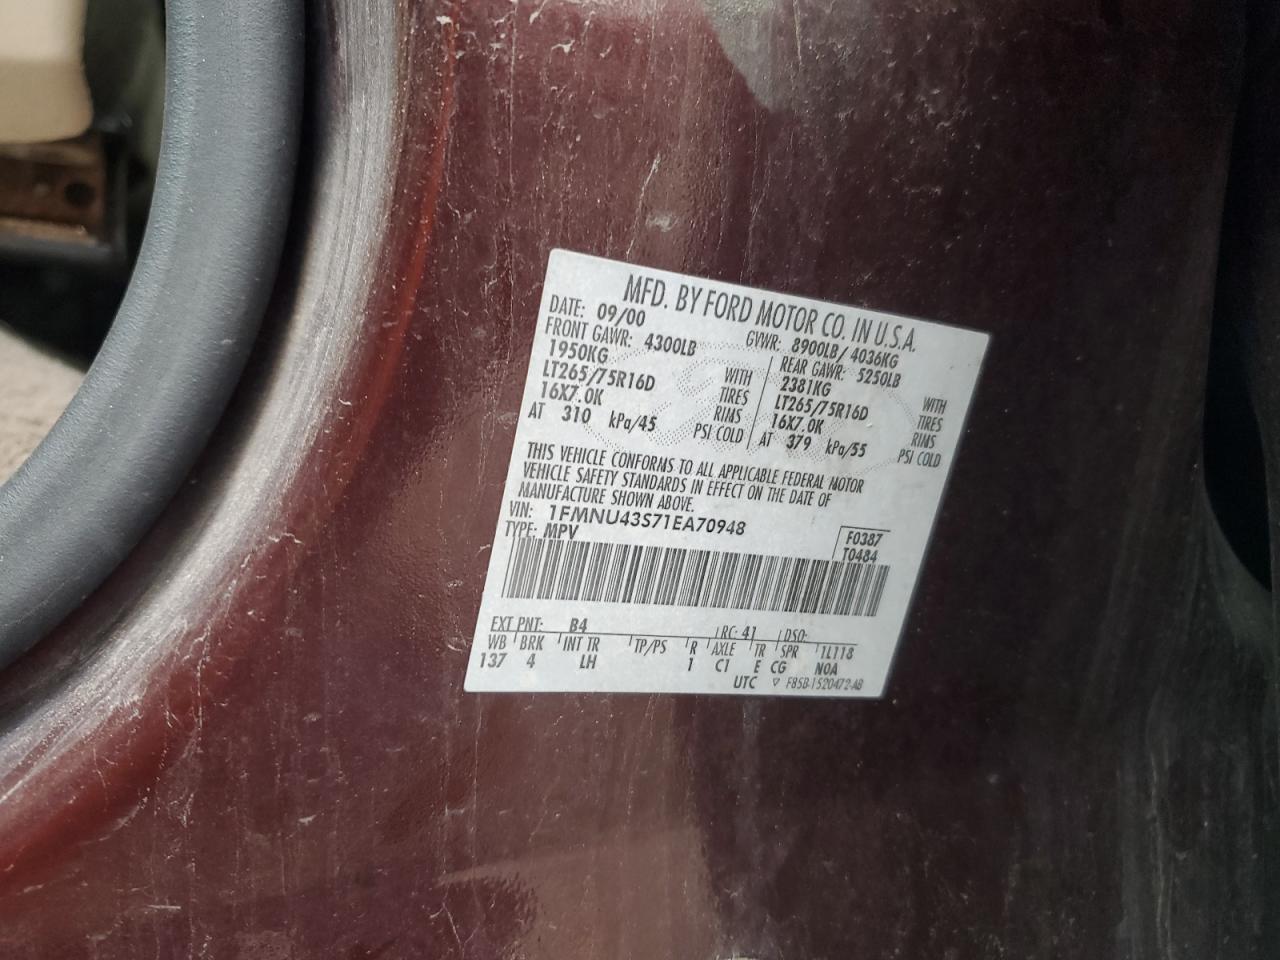 MFD. BY FORD MOTOR CO. IN U.S.A.
DATE: 09/00 GVWR: 8900LB/ 4036KG
FRONT GAWR: 4300LB REAR GAWR: 5250LB
1950KG WITH 2381KG WITH
LT265/75R16D TIRES LT265/75R16D TIRES
16X7.0K RIMS 16X7.0K RIMS
AT 310 kPa/45 PSI COLD AT 379 kPa/55 PSI COLD
THIS VEHICLE CONFORMS TO ALL APPLICABLE FEDERAL MOTOR
VEHICLE SAFETY STANDARDS IN EFFECT ON THE DATE OF
MANUFACTURE SHOWN ABOVE.
VIN: 1FMNU43S71EA70948
TYPE: MPV
F0387
T0484
EXT PNT: B4 RC: 41 DSO:
WB BRK INT TR TP/PS R AXLE TR SPR 1L118
137 4 LH 1 C1 E CG NOA
UTC ▽ F85B-1520472-AB